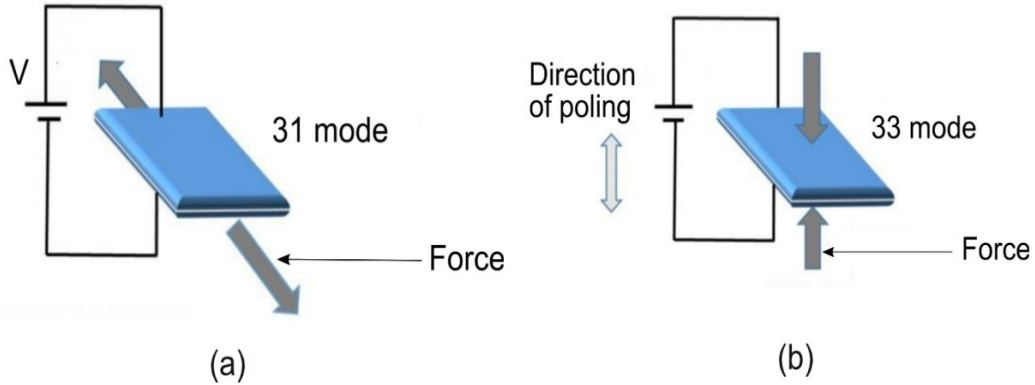 V
31 mode
Force
(a)
Direction
of poling
33 mode
Force
(b)